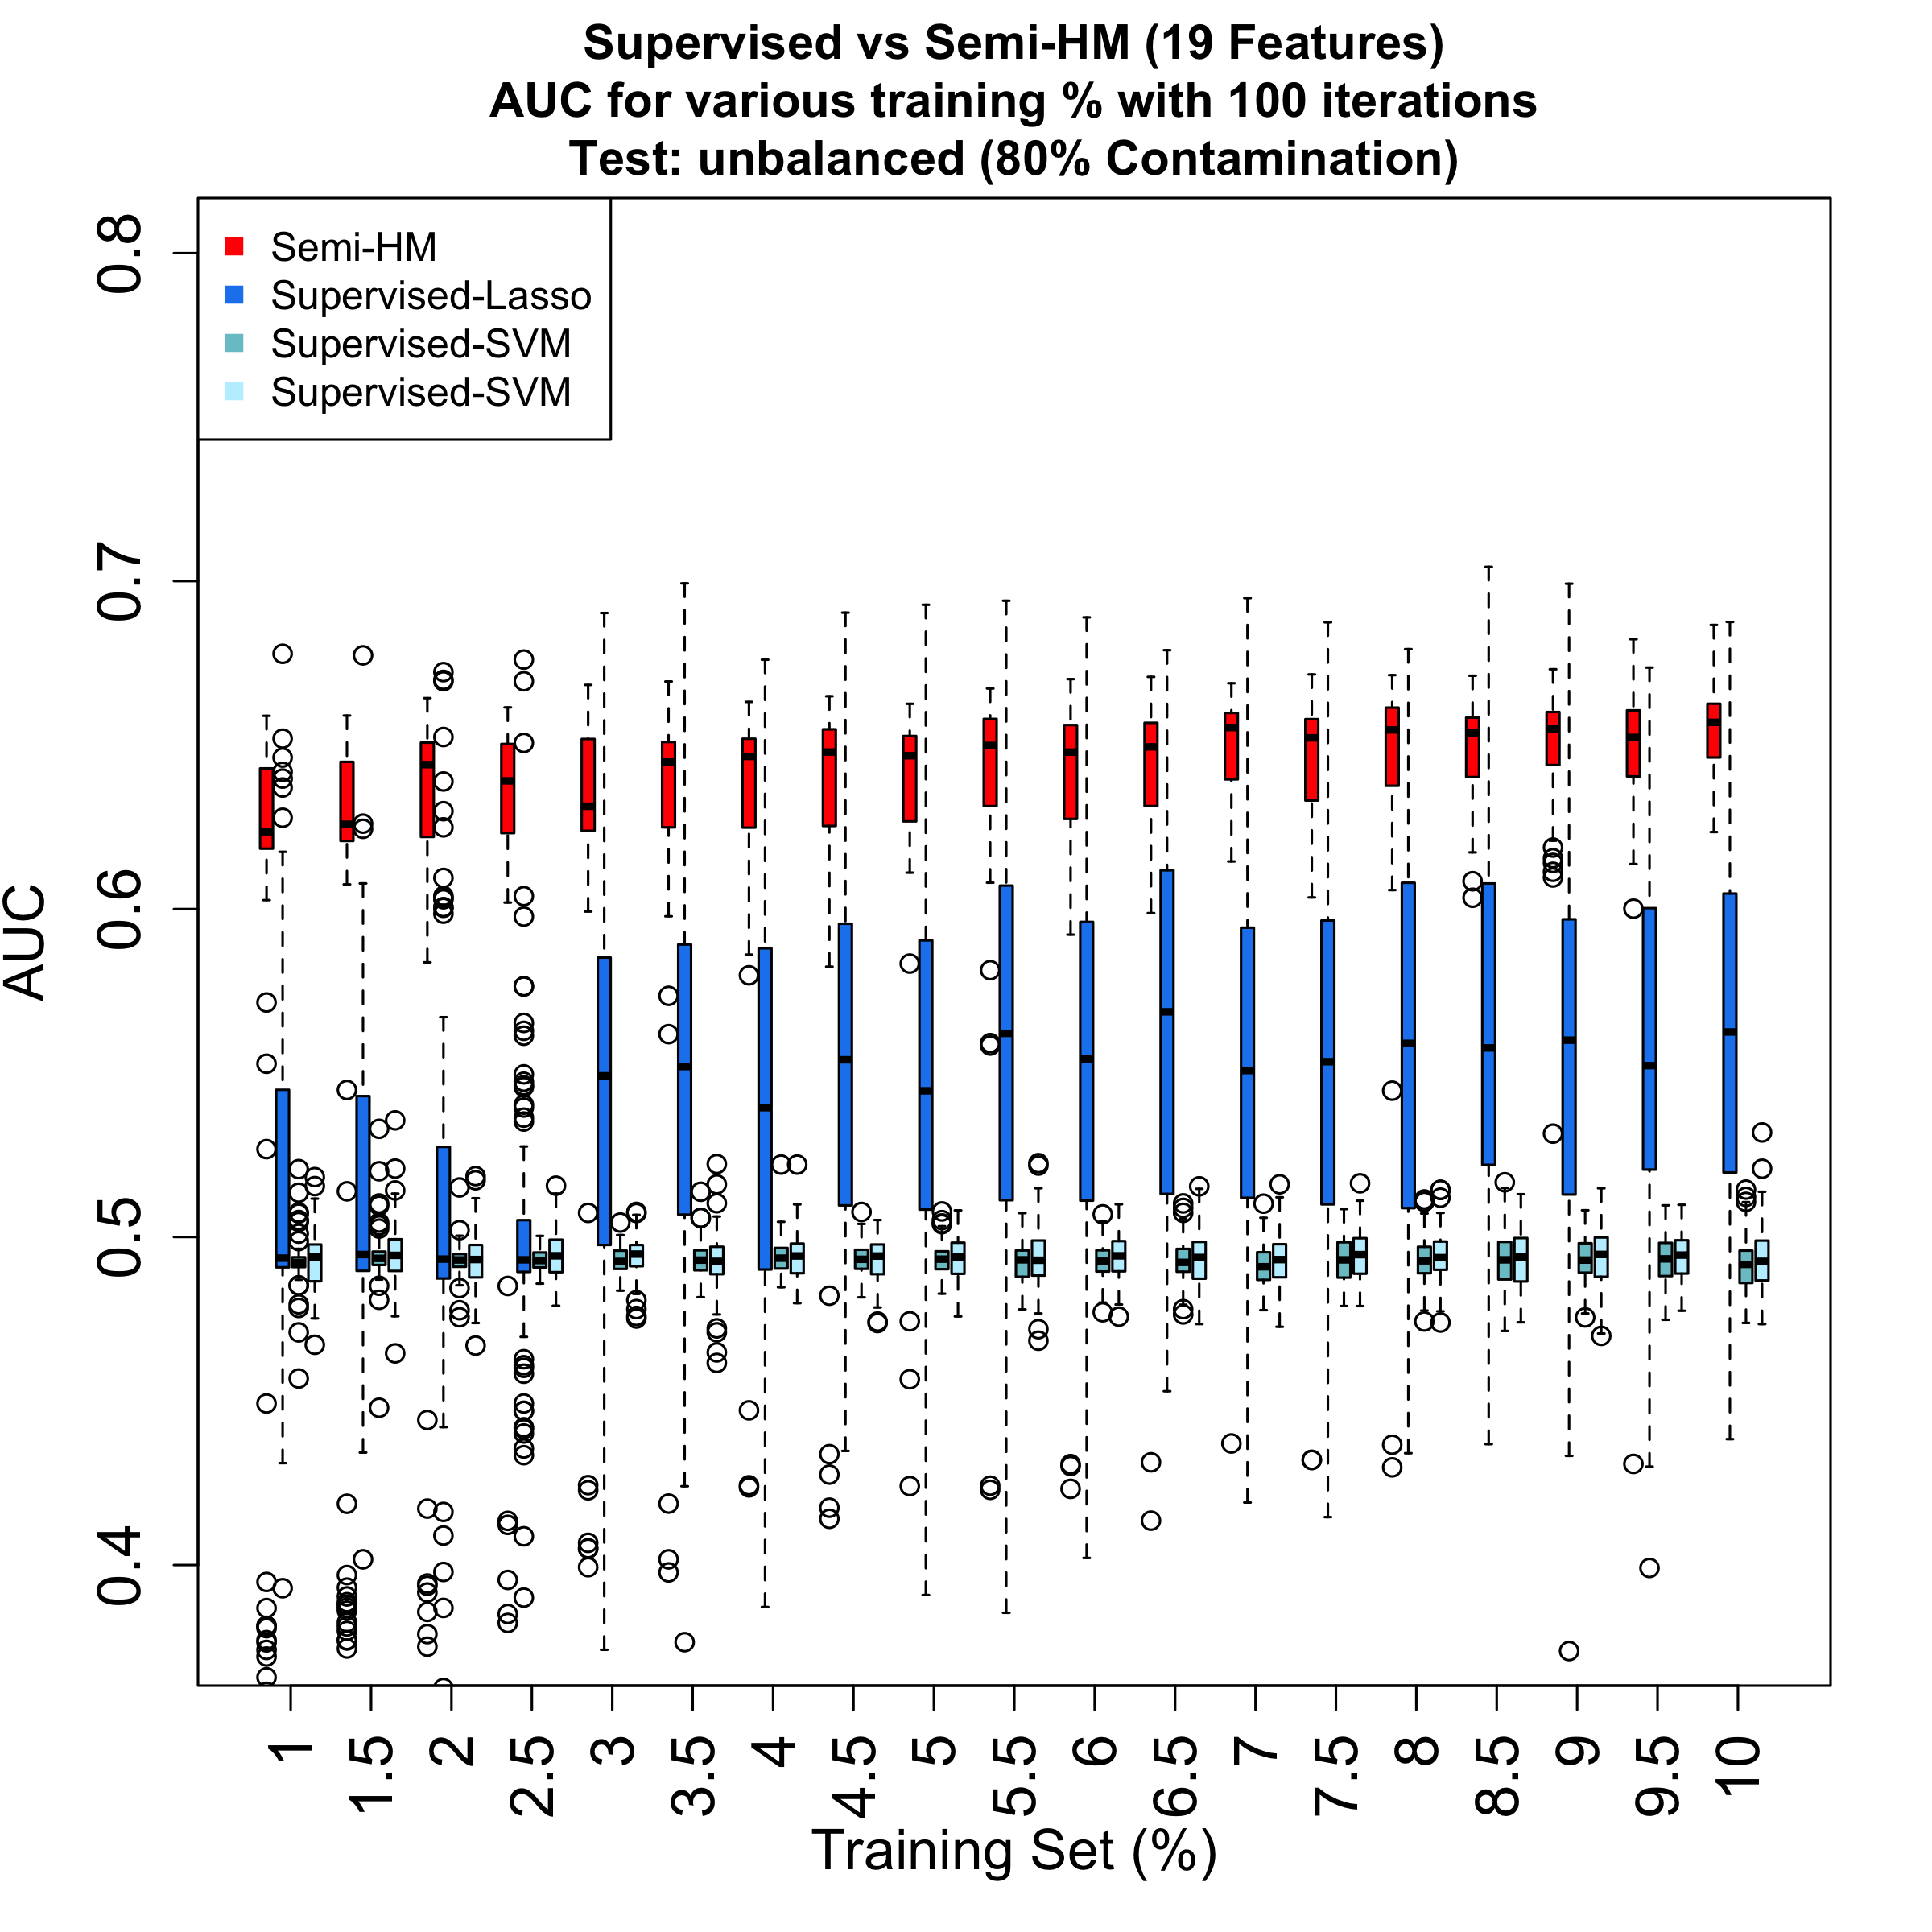 Supervised vs Semi-HM (19 Features)
AUC for various training % with 100 iterations
Test: unbalanced (80% Contamination)
Semi-HM
Supervised-Lasso
Supervised-SVM
Supervised-SVM
AUC
0.8
0.7
0.6
0.5
0.4
1
1.5
2
2.5
3
3.5
4
4.5
5
5.5
6
6.5
7
7.5
8
8.5
9
9.5
10
Training Set (%)